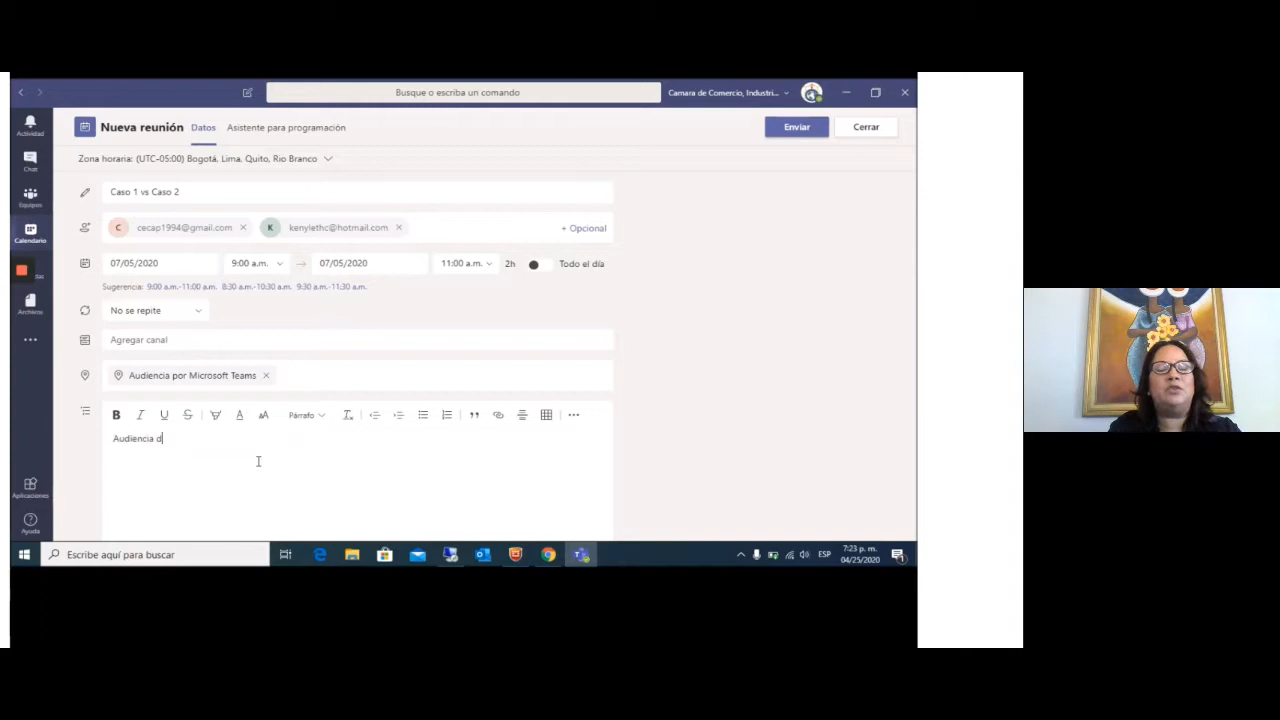 Busque o escriba un comando
Camara de Comercio, Industri...
Actividad
Chat
Equipos
Calendario
Archivos
Aplicaciones
Ayuda
Nueva reunión Datos Asistente para programación
Enviar Cerrar
Zona horaria: (UTC-05:00) Bogotá, Lima, Quito, Rio Branco
Caso 1 vs Caso 2
C cecap1994@gmail.com K kenylethc@hotmail.com + Opcional
07/05/2020 9:00 a.m. 07/05/2020 11:00 a.m. 2h Todo el día
Sugerencia: 9:00 a.m.-11:00 a.m. 8:30 a.m.-10:30 a.m. 9:30 a.m.-11:30 a.m.
No se repite
Agregar canal
Audiencia por Microsoft Teams
B I U S A AA Párrafo
Audiencia d
Escribe aquí para buscar
ESP
7:23 p. m.
04/25/2020